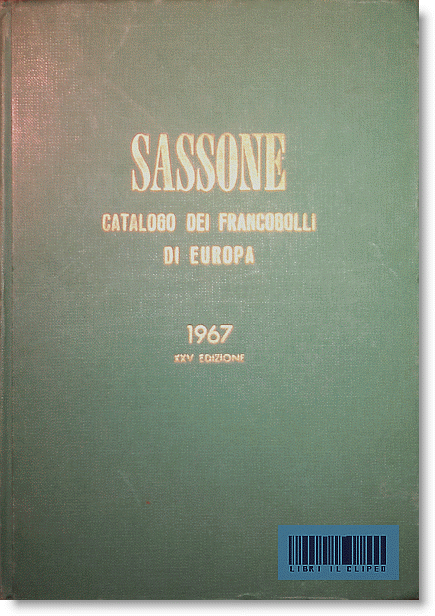 SASSONE
CATALOGO DEI FRANCOBOLLI
DI EUROPA
1967
XXV EDIZIONE
LIBRI IL CLIPEO